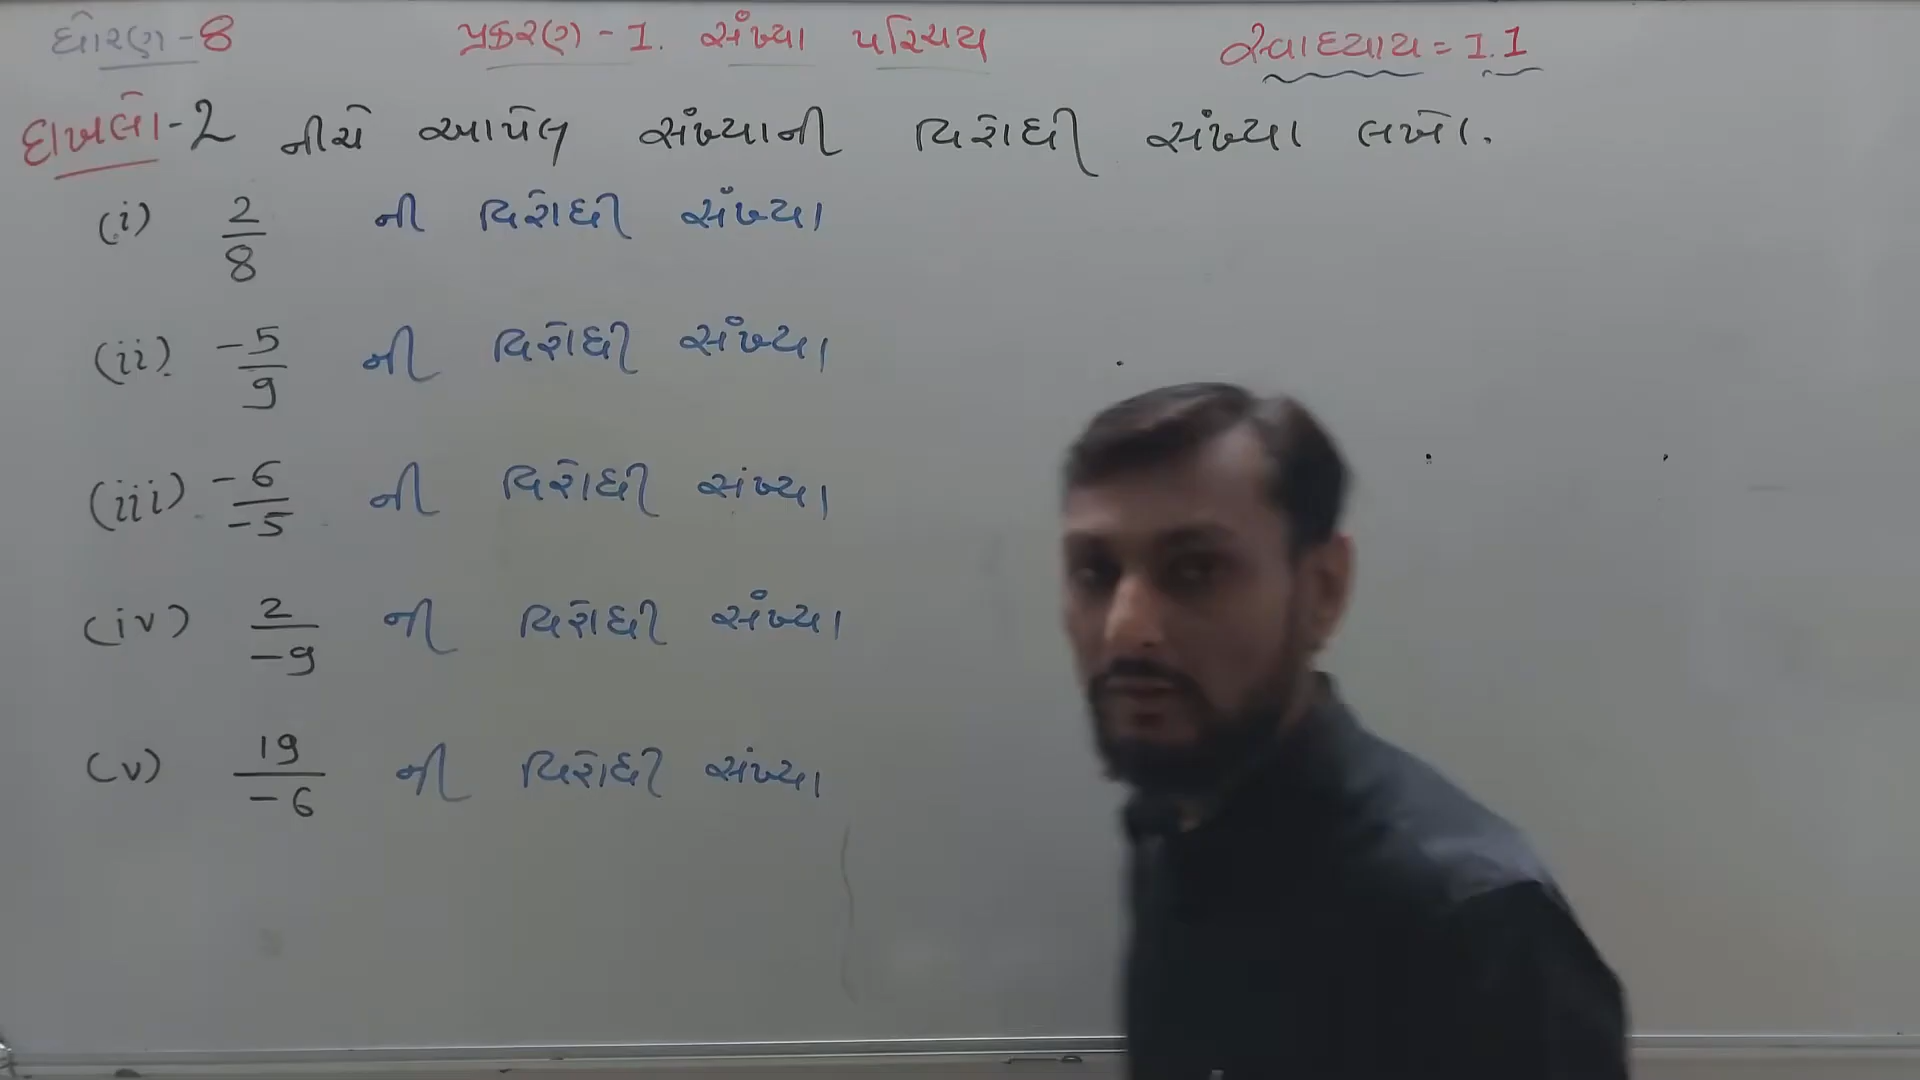 ધોરણ-8 પ્રકરણ-1. સંખ્યા પરિચય સ્વાધ્યાય = 1.1
દાખલો-2 નીચે આપેલ સંખ્યાની વિરોધી સંખ્યા લખો.
(i) 2/8 ની વિરોધી સંખ્યા
(ii) -5/9 ની વિરોધી સંખ્યા
(iii) -6/-5 ની વિરોધી સંખ્યા
(iv) 2/-9 ની વિરોધી સંખ્યા
(v) 19/-6 ની વિરોધી સંખ્યા